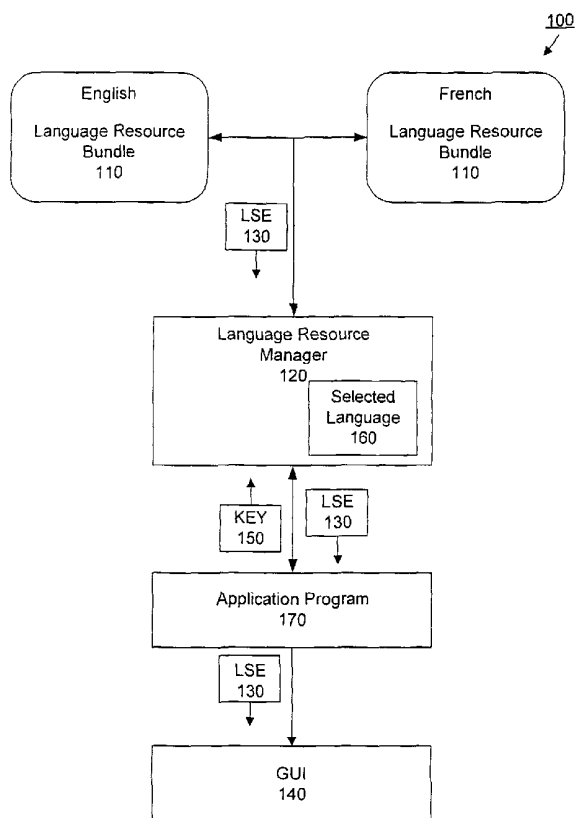 100
English
Language Resource
Bundle
110
French
Language Resource
Bundle
110
LSE
130
Language Resource
Manager
120
Selected
Language
160
KEY
150
LSE
130
Application Program
170
LSE
130
GUI
140